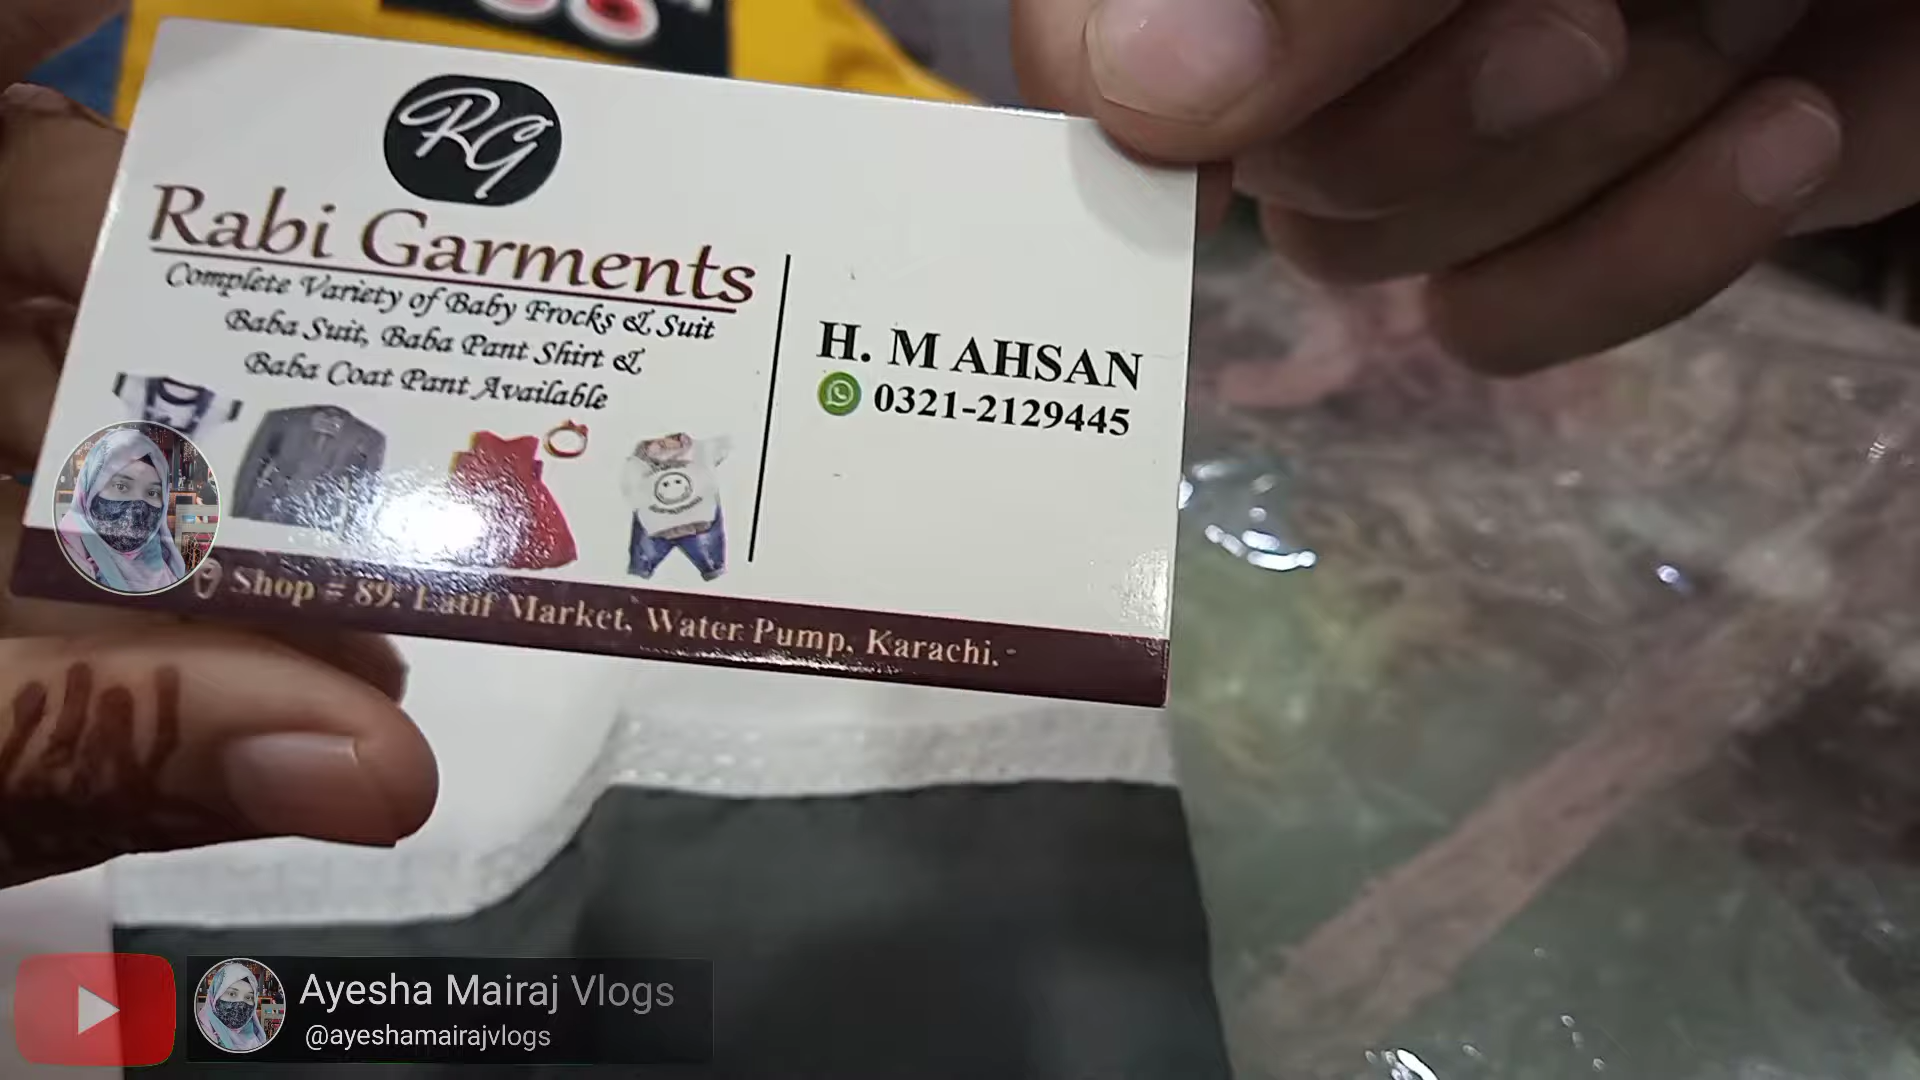 RG
Rabi Garments
Complete Variety of Baby Frocks & Suit
Baba Suit, Baba Pant Shirt &
Baba Coat Pant Available
H. M AHSAN
0321-2129445
Shop = 89. Latif Market, Water Pump, Karachi.
Ayesha Mairaj Vlogs
@ayeshamairajvlogs